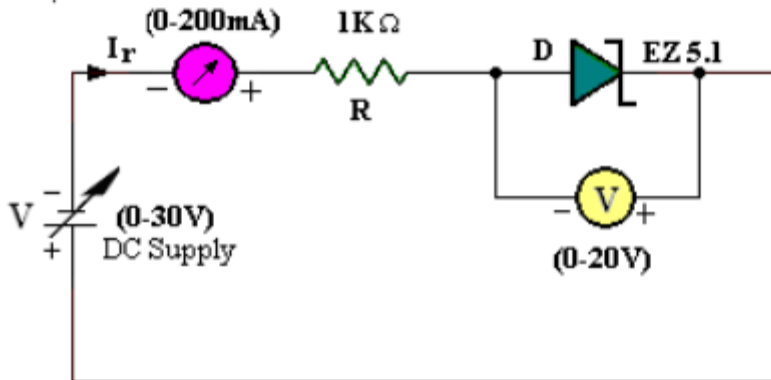 (0-200mA) 1KΩ
Ir D EZ 5.1
- + R
- + V
- +
V (0-30V)
DC Supply
(0-20V)